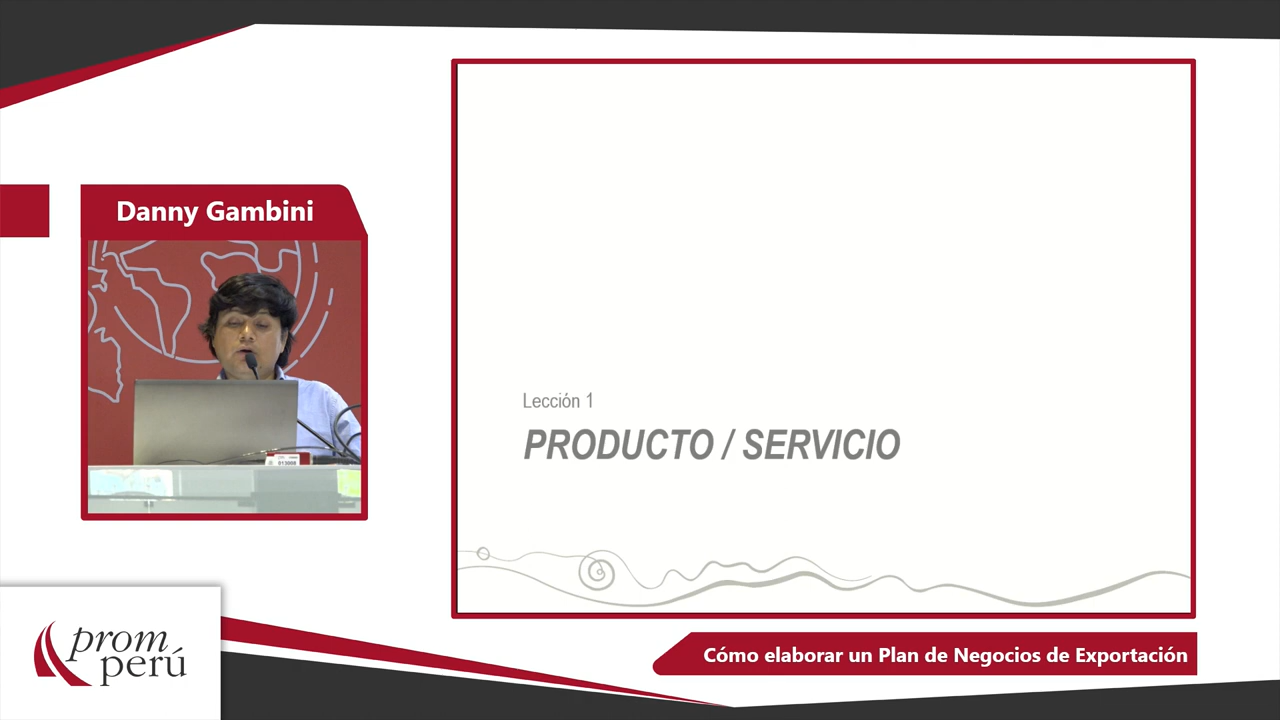 Danny Gambini
Lección 1
PRODUCTO / SERVICIO
prom
perú
Cómo elaborar un Plan de Negocios de Exportación